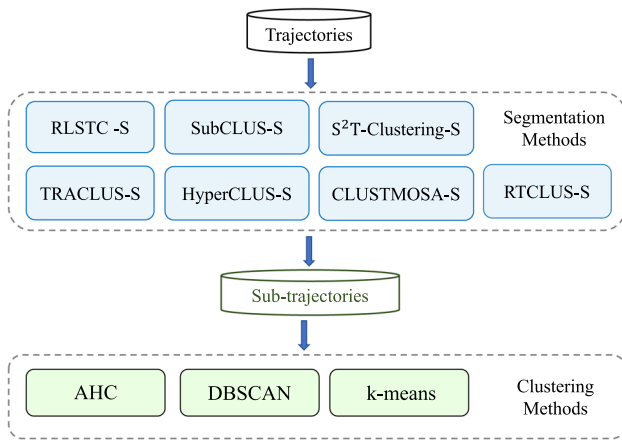 Trajectories
RLSTC -S
SubCLUS-S
S²T-Clustering-S
Segmentation
Methods
TRACLUS-S
HyperCLUS-S
CLUSTMOSA-S
RTCLUS-S
Sub-trajectories
AHC
DBSCAN
k-means
Clustering
Methods